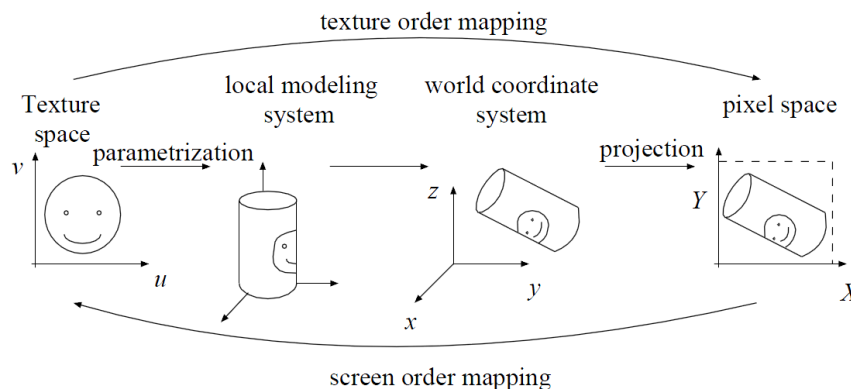 texture order mapping
local modeling
system
world coordinate
system
Texture
space
pixel space
parametrization
projection
v
u
z
y
x
Y
X
screen order mapping